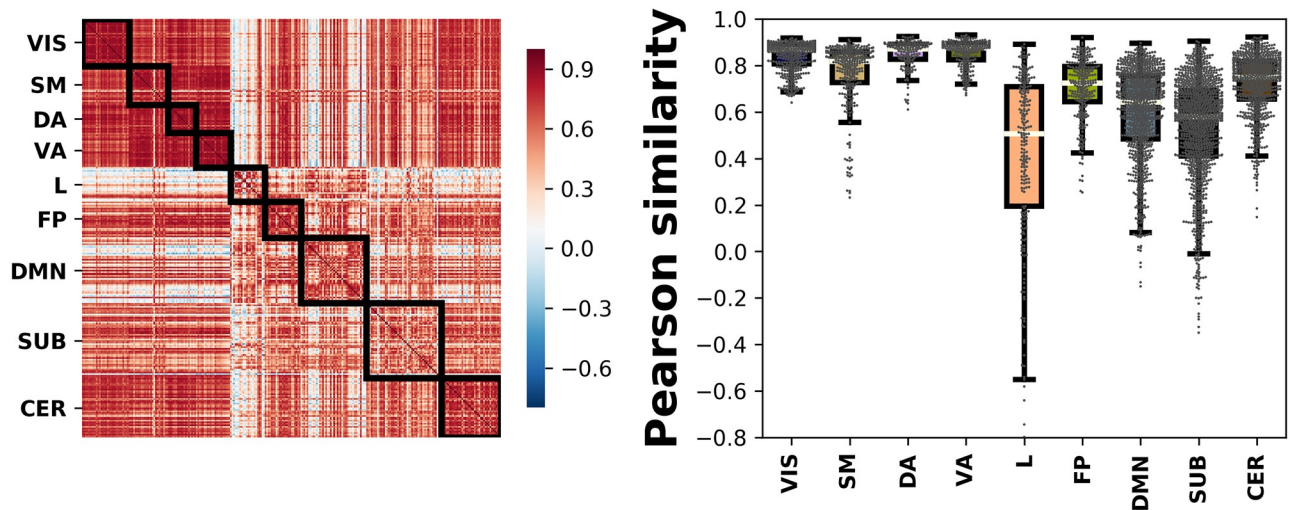 VIS
SM
DA
VA
L
FP
DMN
SUB
CER
0.9
0.6
0.3
0.0
−0.3
−0.6
Pearson similarity
1.0
0.8
0.6
0.4
0.2
0.0
−0.2
−0.4
−0.6
−0.8
VIS
SM
DA
VA
L
FP
DMN
SUB
CER